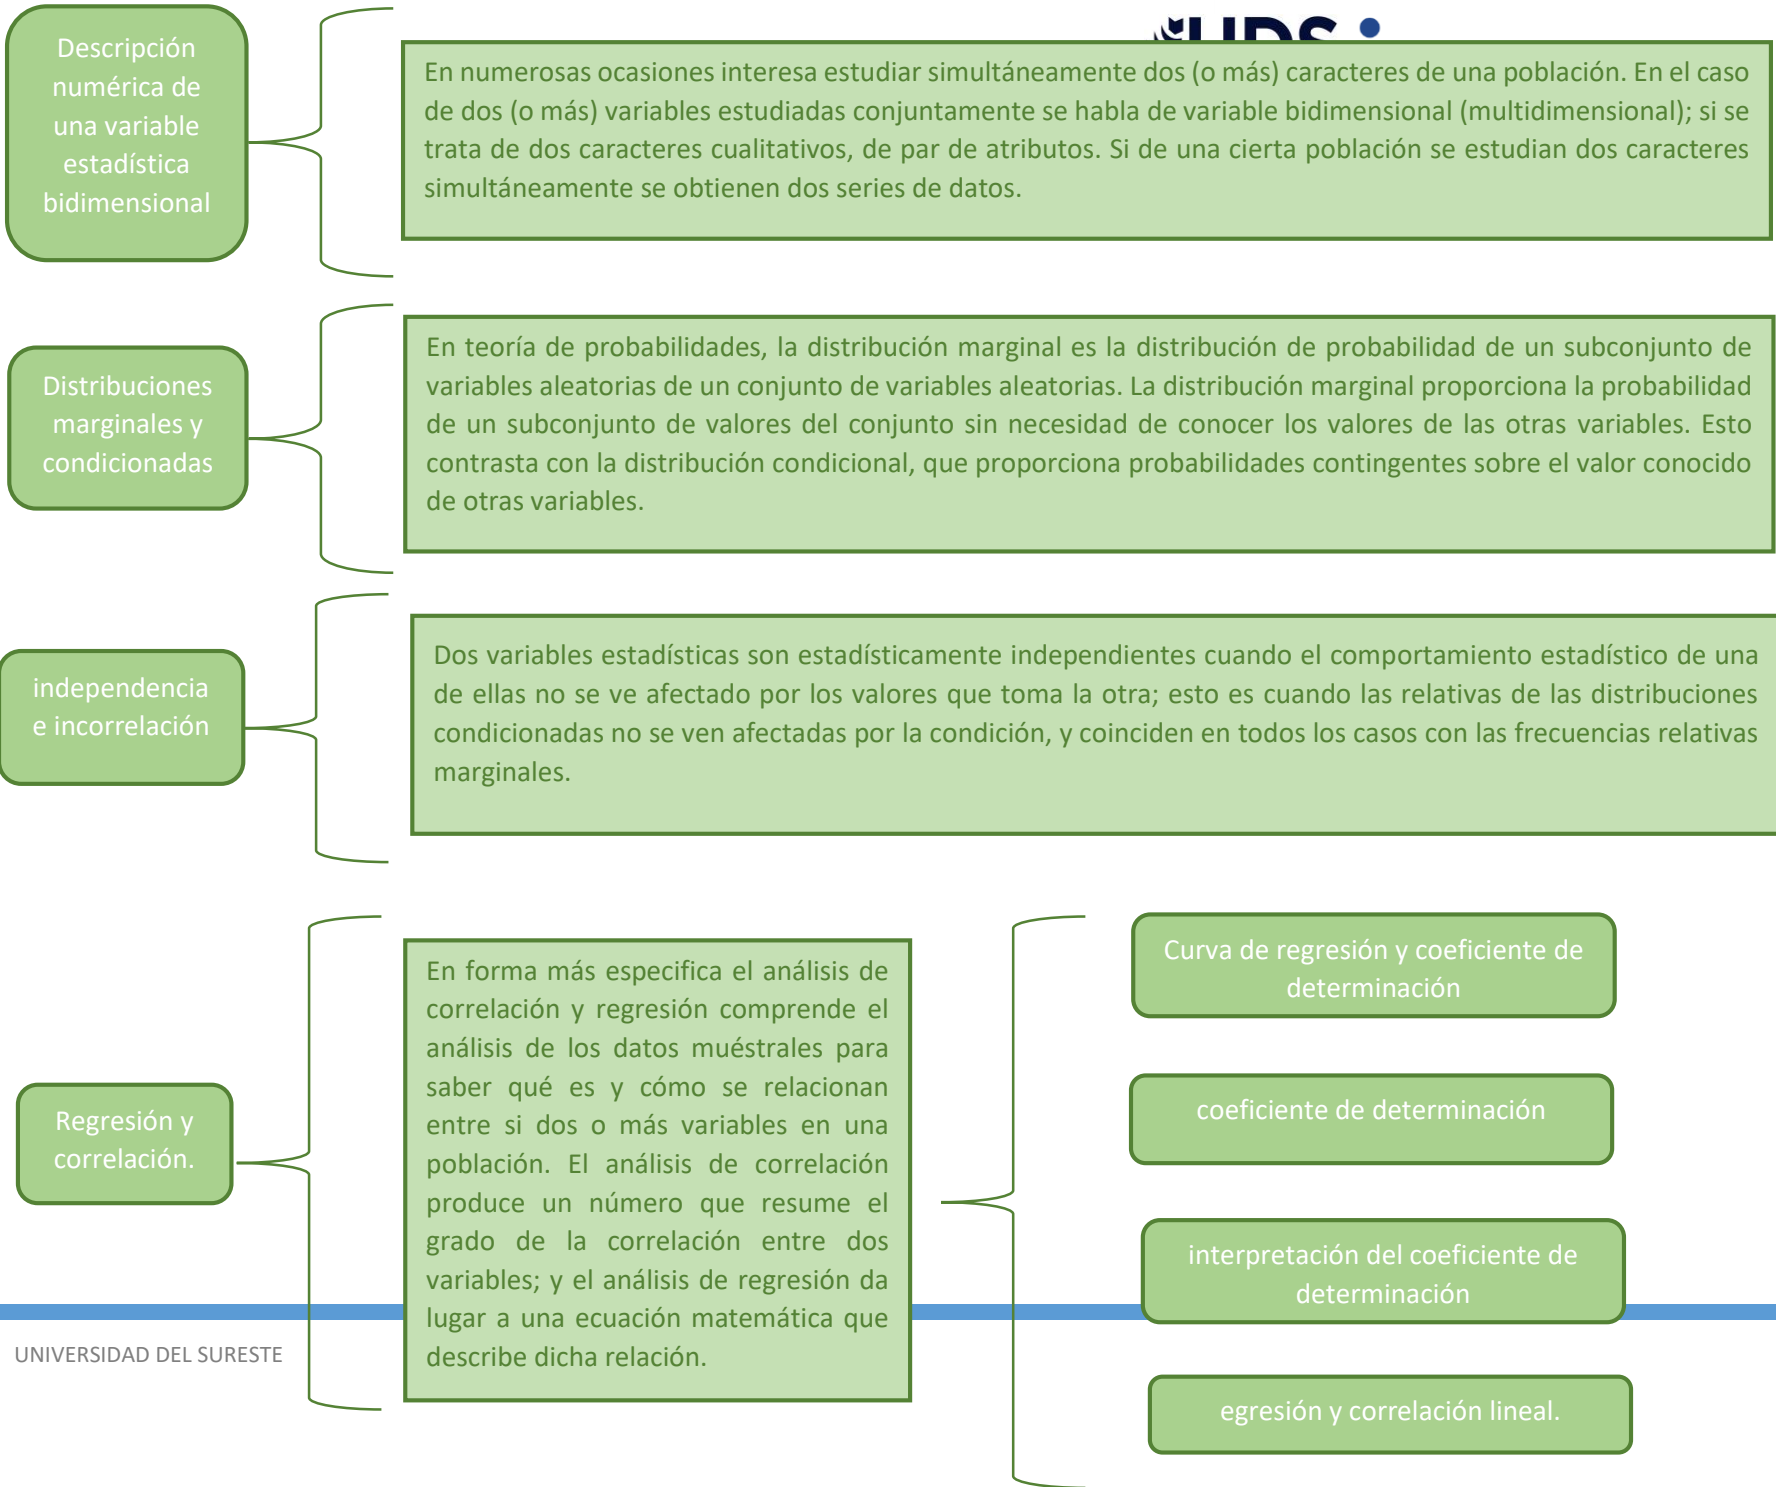 UDS
Descripción
numérica de
una variable
estadística
bidimensional
En numerosas ocasiones interesa estudiar simultáneamente dos (o más) caracteres de una población. En el caso
de dos (o más) variables estudiadas conjuntamente se habla de variable bidimensional (multidimensional); si se
trata de dos caracteres cualitativos, de par de atributos. Si de una cierta población se estudian dos caracteres
simultáneamente se obtienen dos series de datos.
Distribuciones
marginales y
condicionadas
En teoría de probabilidades, la distribución marginal es la distribución de probabilidad de un subconjunto de
variables aleatorias de un conjunto de variables aleatorias. La distribución marginal proporciona la probabilidad
de un subconjunto de valores del conjunto sin necesidad de conocer los valores de las otras variables. Esto
contrasta con la distribución condicional, que proporciona probabilidades contingentes sobre el valor conocido
de otras variables.
independencia
e incorrelación
Dos variables estadísticas son estadísticamente independientes cuando el comportamiento estadístico de una
de ellas no se ve afectado por los valores que toma la otra; esto es cuando las relativas de las distribuciones
condicionadas no se ven afectadas por la condición, y coinciden en todos los casos con las frecuencias relativas
marginales.
Regresión y
correlación.
En forma más especifica el análisis de
correlación y regresión comprende el
análisis de los datos muéstrales para
saber qué es y cómo se relacionan
entre si dos o más variables en una
población. El análisis de correlación
produce un número que resume el
grado de la correlación entre dos
variables; y el análisis de regresión da
lugar a una ecuación matemática que
describe dicha relación.
Curva de regresión y coeficiente de
determinación
coeficiente de determinación
interpretación del coeficiente de
determinación
egresión y correlación lineal.
UNIVERSIDAD DEL SURESTE